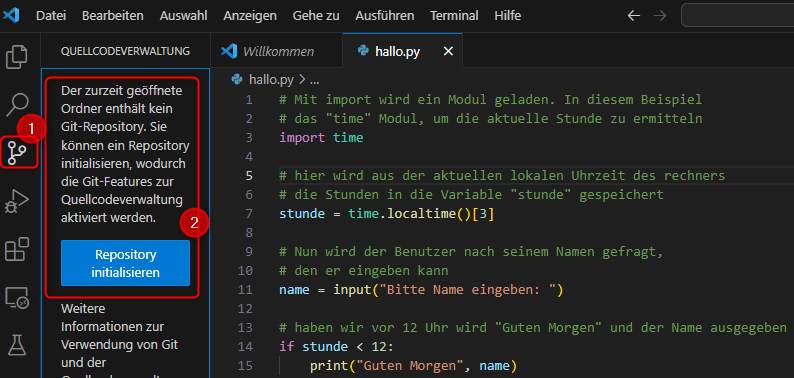 Datei Bearbeiten Auswahl Anzeigen Gehe zu Ausführen Terminal Hilfe
QUELLCODEVERWALTUNG
Der zurzeit geöffnete
Ordner enthält kein
Git-Repository. Sie
können ein Repository
initialisieren, wodurch
die Git-Features zur
Quellcodeverwaltung
aktiviert werden.
1
2
Repository
initialisieren
Weitere
Informationen zur
Verwendung von Git
und der
Willkommen hallo.py
hallo.py > ...
1 # Mit import wird ein Modul geladen. In diesem Beispiel
2 # das "time" Modul, um die aktuelle Stunde zu ermitteln
3 import time
4
5 # hier wird aus der aktuellen lokalen Uhrzeit des rechners
6 # die Stunden in die Variable "stunde" gespeichert
7 stunde = time.localtime()[3]
8
9 # Nun wird der Benutzer nach seinem Namen gefragt,
10 # den er eingeben kann
11 name = input("Bitte Name eingeben: ")
12
13 # haben wir vor 12 Uhr wird "Guten Morgen" und der Name ausgegeben
14 if stunde < 12:
15 print("Guten Morgen", name)